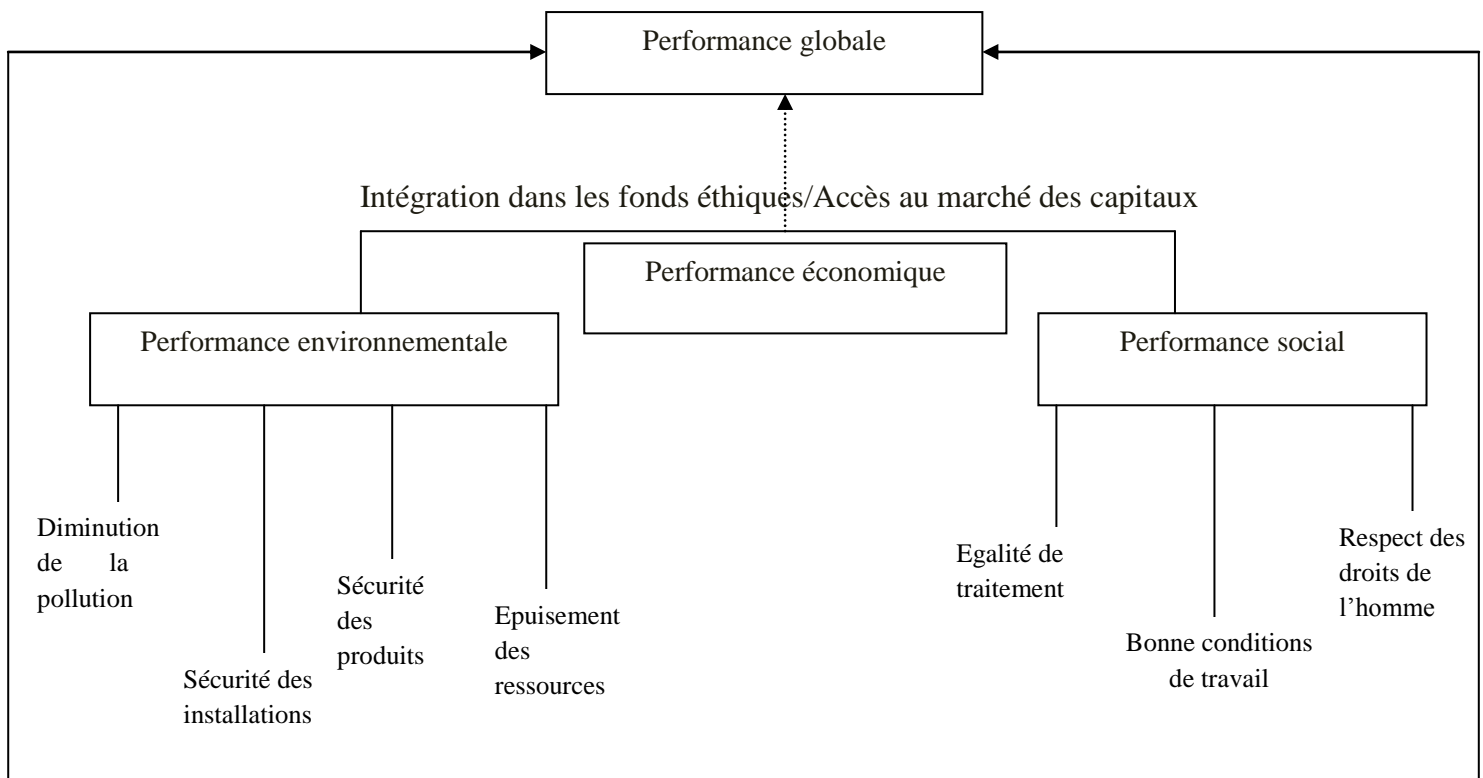 Performance globale
Intégration dans les fonds éthiques/Accès au marché des capitaux
Performance économique
Performance environnementale
Performance social
Diminution
de la
pollution
Sécurité des
installations
Sécurité
des
produits
Epuisement
des
ressources
Egalité de
traitement
Bonne conditions
de travail
Respect des
droits de
l’homme